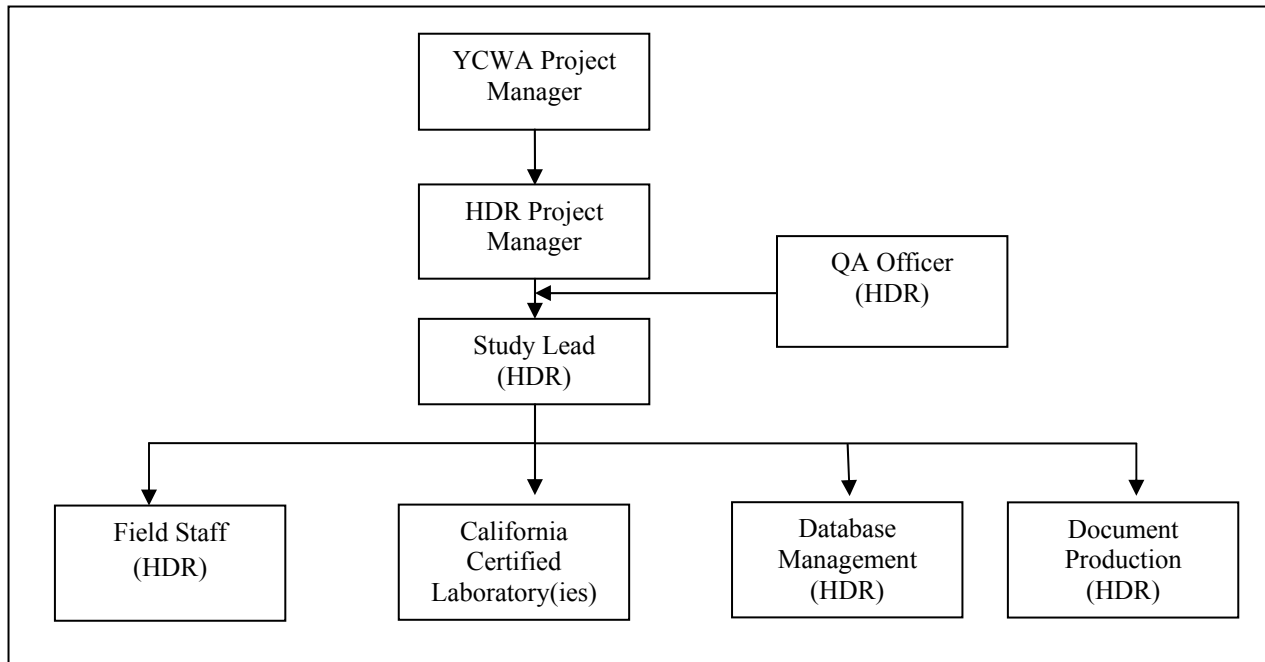 YCWA Project
Manager
HDR Project
Manager
QA Officer
(HDR)
Study Lead
(HDR)
Field Staff
(HDR)
California
Certified
Laboratory(ies)
Database
Management
(HDR)
Document
Production
(HDR)